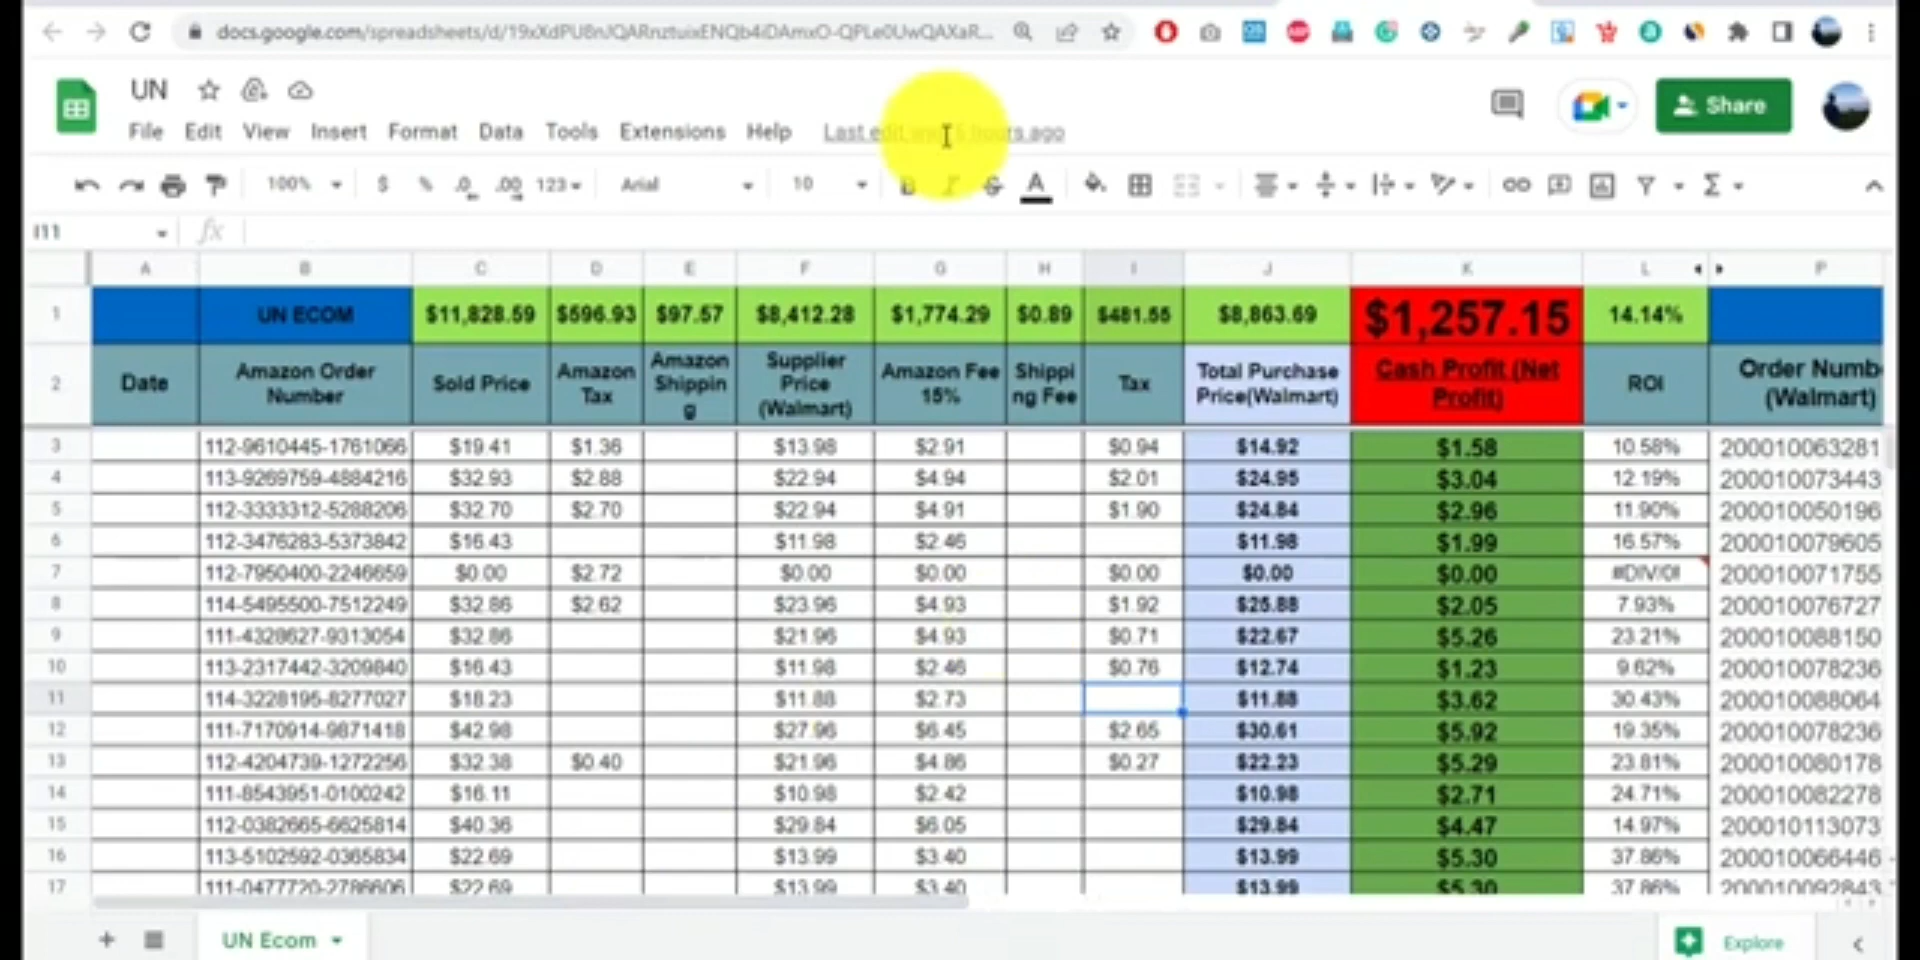 docs.google.com/spreadsheets/d/
UN
File Edit View Insert Format Data Tools Extensions Help Last edit was 5 hours ago
100% $ % .0 .00 123 Arial 10 B I S A
Share
I11 fx
A B C D E F G H I J K L P
1 UN ECOM $11,828.59 $596.93 $97.57 $8,412.28 $1,774.29 $0.89 $481.55 $8,863.69 $1,257.15 14.14%
2 Date Amazon Order Number Sold Price Amazon Tax Amazon Shippin g Supplier Price (Walmart) Amazon Fee 15% Shippi ng Fee Tax Total Purchase Price(Walmart) Cash Profit (Net Profit) ROI Order Numb (Walmart)
3 112-9610445-1761066 $19.41 $1.36 $13.98 $2.91 $0.94 $14.92 $1.58 10.58% 200010063281
4 113-9269759-4884216 $32.93 $2.88 $22.94 $4.94 $2.01 $24.95 $3.04 12.19% 200010073443
5 112-3333312-5288206 $32.70 $2.70 $22.94 $4.91 $1.90 $24.84 $2.96 11.90% 200010050196
6 112-3476283-5373842 $16.43 $11.98 $2.46 $11.98 $1.99 16.57% 200010079605
7 112-7950400-2246659 $0.00 $2.72 $0.00 $0.00 $0.00 $0.00 $0.00 #DIV/0! 200010071755
8 114-5495500-7512249 $32.86 $2.62 $23.96 $4.93 $1.92 $25.88 $2.05 7.93% 200010076727
9 111-4328627-9313054 $32.86 $21.96 $4.93 $0.71 $22.67 $5.26 23.21% 200010088150
10 113-2317442-3209840 $16.43 $11.98 $2.46 $0.76 $12.74 $1.23 9.62% 200010078236
11 114-3228195-8277027 $18.23 $11.88 $2.73 $11.88 $3.62 30.43% 200010088064
12 111-7170914-9871418 $42.98 $27.96 $6.45 $2.65 $30.61 $5.92 19.35% 200010078236
13 112-4204739-1272256 $32.38 $0.40 $21.96 $4.86 $0.27 $22.23 $5.29 23.81% 200010080178
14 111-8543951-0100242 $16.11 $10.98 $2.42 $10.98 $2.71 24.71% 200010082278
15 112-0382665-6625814 $40.36 $29.84 $6.05 $29.84 $4.47 14.97% 200010113073
16 113-5102592-0365834 $22.69 $13.99 $3.40 $13.99 $5.30 37.86% 200010066446
17 111-0477720-2786606 $22.69 $13.99 $3.40 $13.99 $5.30 37.86% 200010092843
UN Ecom
Explore